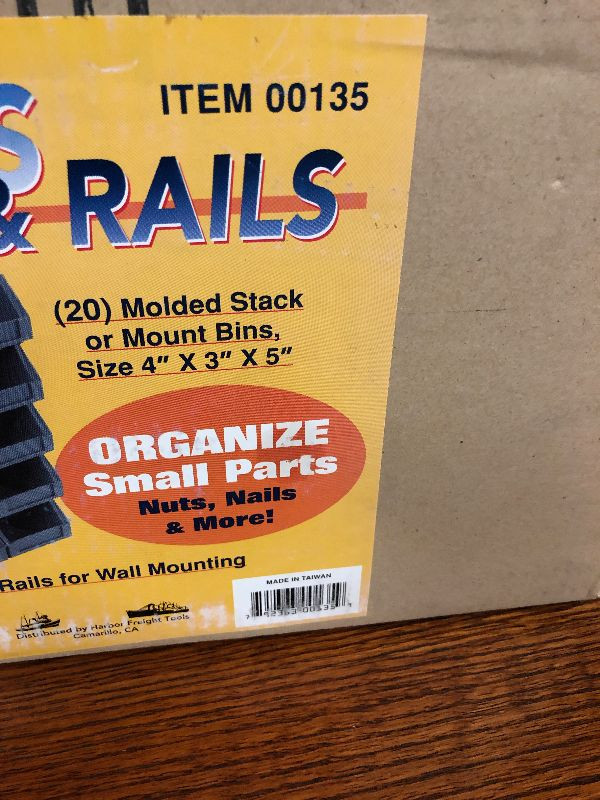 ITEM 00135
S
& RAILS
(20) Molded Stack
or Mount Bins,
Size 4" X 3" X 5"
ORGANIZE
Small Parts
Nuts, Nails
& More!
Rails for Wall Mounting
MADE IN TAIWAN
Distributed by Harbor Freight Tools
Camarillo, CA